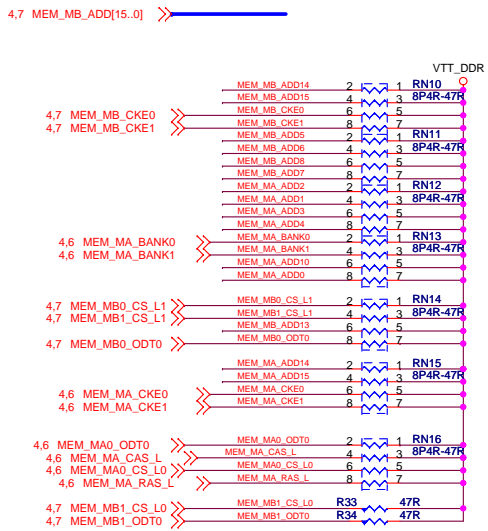 4,7 MEM_MB_ADD[15..0]
VTT_DDR
MEM_MB_ADD14 2 1 RN10
MEM_MB_ADD15 4 3 8P4R-47R
4,7 MEM_MB_CKE0 MEM_MB_CKE0 6 5
4,7 MEM_MB_CKE1 MEM_MB_CKE1 8 7
MEM_MB_ADD5 2 1 RN11
MEM_MB_ADD6 4 3 8P4R-47R
MEM_MB_ADD8 6 5
MEM_MB_ADD7 8 7
MEM_MA_ADD2 2 1 RN12
MEM_MA_ADD1 4 3 8P4R-47R
MEM_MA_ADD3 6 5
MEM_MA_ADD4 8 7
4,6 MEM_MA_BANK0 MEM_MA_BANK0 2 1 RN13
4,6 MEM_MA_BANK1 MEM_MA_BANK1 4 3 8P4R-47R
MEM_MA_ADD10 6 5
MEM_MA_ADD0 8 7
4,7 MEM_MB0_CS_L1 MEM_MB0_CS_L1 2 1 RN14
4,7 MEM_MB1_CS_L1 MEM_MB1_CS_L1 4 3 8P4R-47R
MEM_MB_ADD13 6 5
4,7 MEM_MB0_ODT0 MEM_MB0_ODT0 8 7
MEM_MA_ADD14 2 1 RN15
MEM_MA_ADD15 4 3 8P4R-47R
4,6 MEM_MA_CKE0 MEM_MA_CKE0 6 5
4,6 MEM_MA_CKE1 MEM_MA_CKE1 8 7
4,6 MEM_MA0_ODT0 MEM_MA0_ODT0 2 1 RN16
4,6 MEM_MA_CAS_L MEM_MA_CAS_L 4 3 8P4R-47R
4,6 MEM_MA0_CS_L0 MEM_MA0_CS_L0 6 5
4,6 MEM_MA_RAS_L MEM_MA_RAS_L 8 7
4,7 MEM_MB1_CS_L0 MEM_MB1_CS_L0 R33 47R
4,7 MEM_MB1_ODT0 MEM_MB1_ODT0 R34 47R